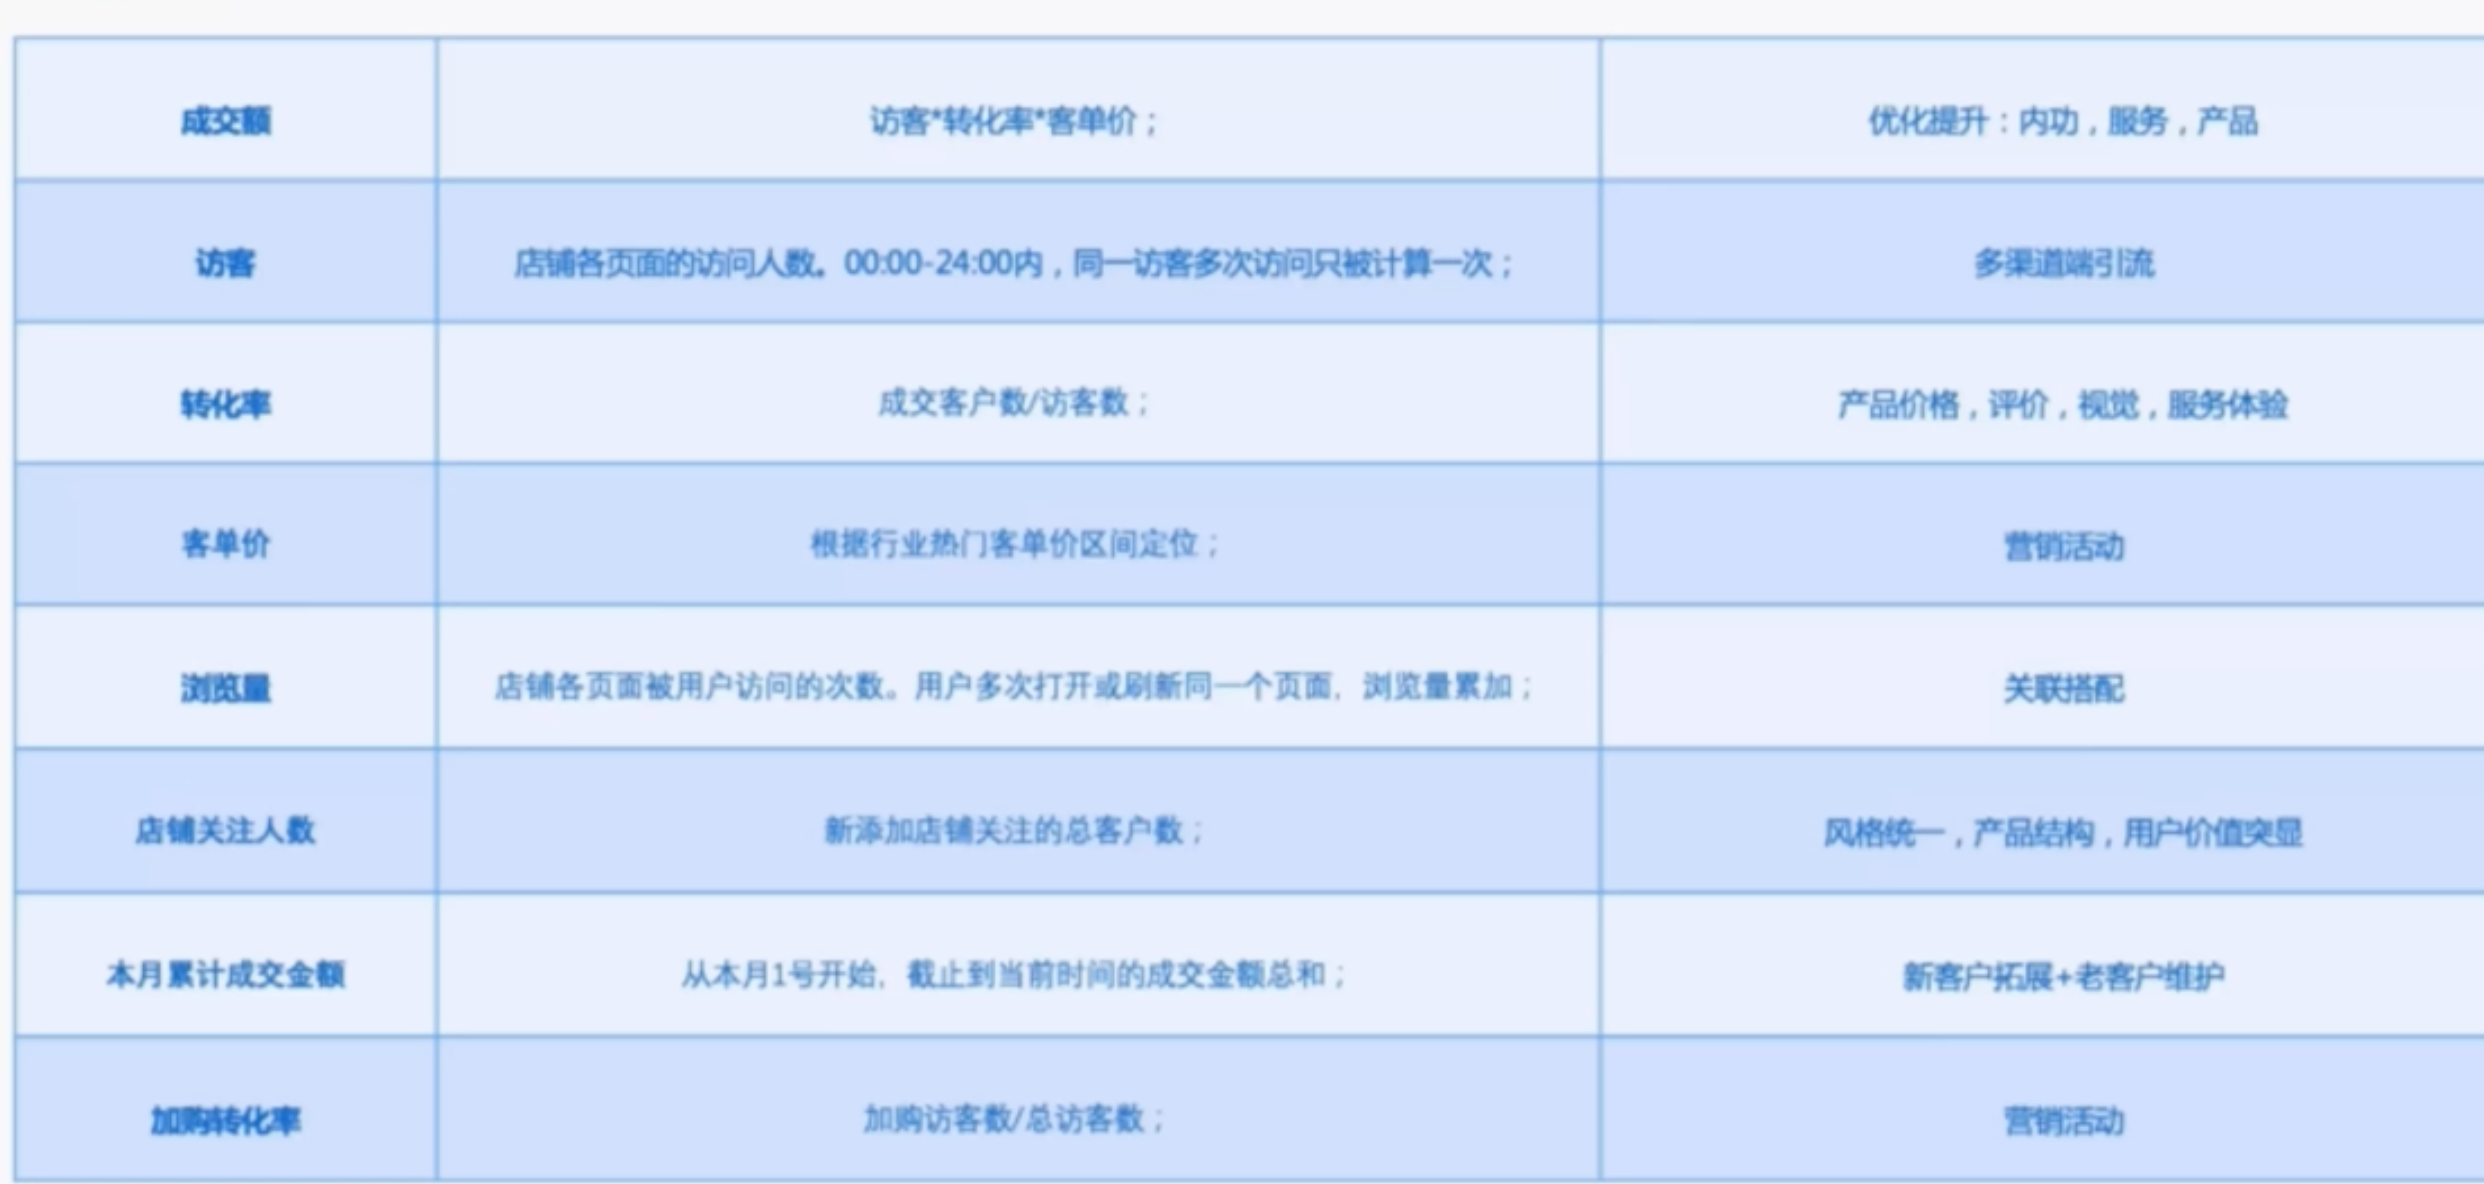 成交额
访客*转化率*客单价；
优化提升：内功，服务，产品
访客
店铺各页面的访问人数。00:00-24:00内，同一访客多次访问只被计算一次；
多渠道端引流
转化率
成交客户数/访客数；
产品价格，评价，视觉，服务体验
客单价
根据行业热门客单价区间定位；
营销活动
浏览量
店铺各页面被用户访问的次数。用户多次打开或刷新同一个页面，浏览量累加；
关联搭配
店铺关注人数
新添加店铺关注的总客户数；
风格统一，产品结构，用户价值突显
本月累计成交金额
从本月1号开始，截止到当前时间的成交金额总和；
新客户拓展+老客户维护
加购转化率
加购访客数/总访客数；
营销活动